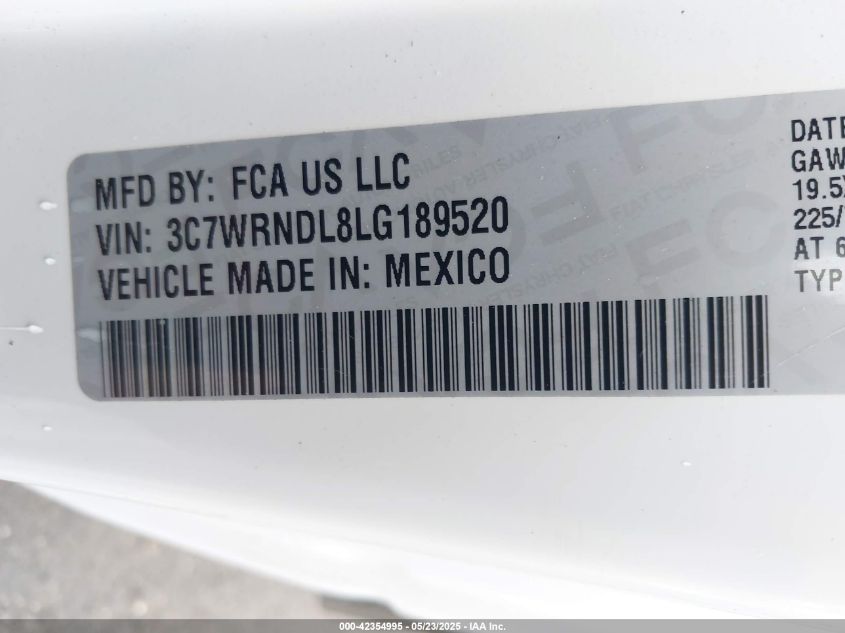 MFD BY: FCA US LLC
VIN: 3C7WRNDL8LG189520
VEHICLE MADE IN: MEXICO
DATE
GAW
19.5X
225/
AT 6
TYP
000-42354995 - 05/23/2025 - IAA Inc.